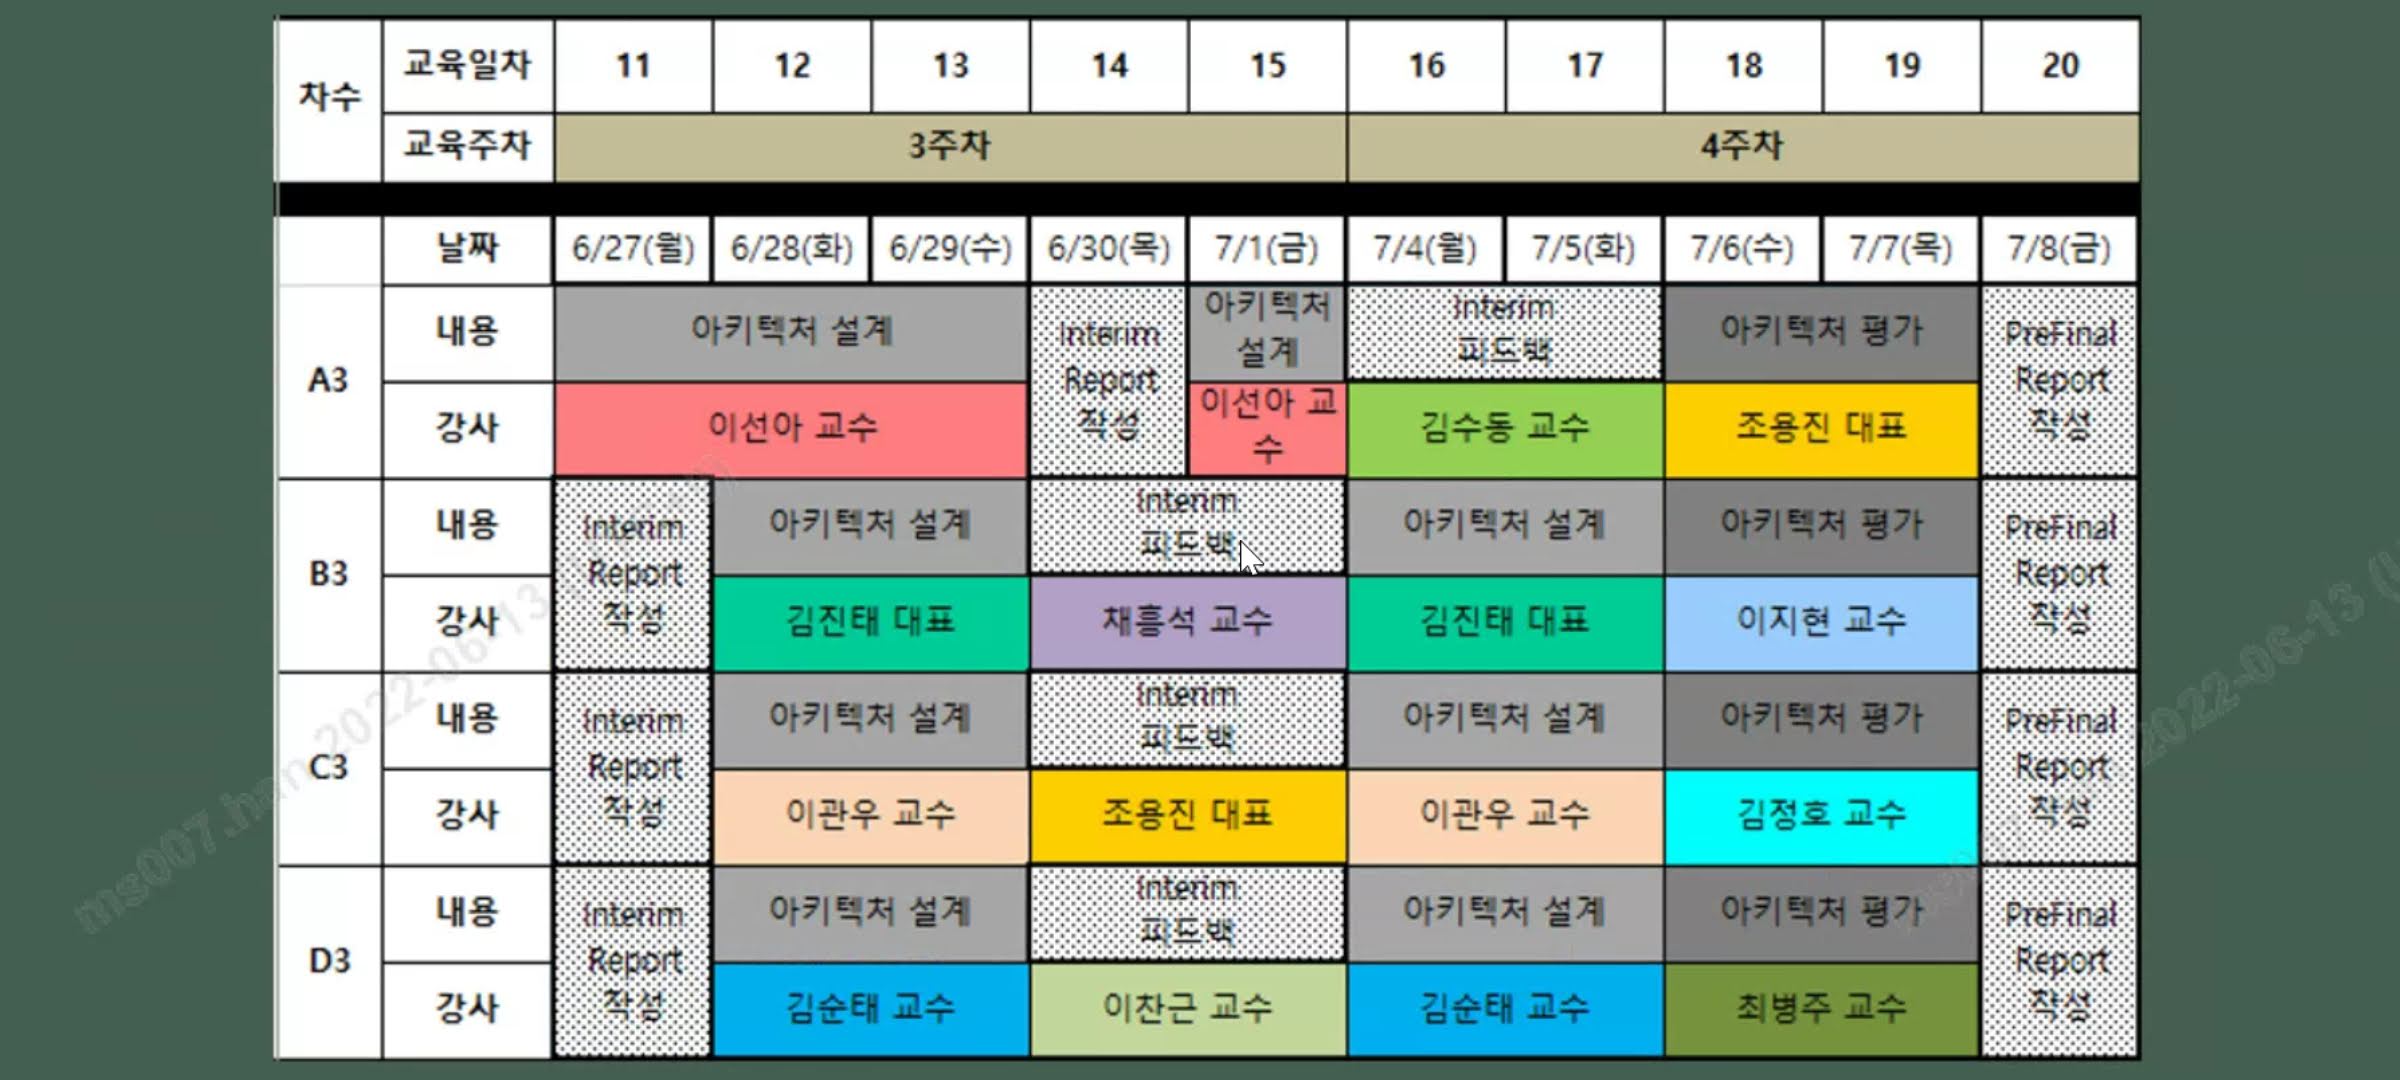 차수 교육일차 11 12 13 14 15 16 17 18 19 20
교육주차 3주차 4주차
날짜 6/27(월) 6/28(화) 6/29(수) 6/30(목) 7/1(금) 7/4(월) 7/5(화) 7/6(수) 7/7(목) 7/8(금)
A3
내용
아키텍처 설계
Interim
Report
작성
아키텍처
설계
Interim
피드백
아키텍처 평가
PreFinal
Report
작성
강사
이선아 교수
이선아 교
수
김수동 교수
조용진 대표
B3
내용
Interim
Report
작성
아키텍처 설계
Interim
피드백
아키텍처 설계
아키텍처 평가
PreFinal
Report
작성
강사
김진태 대표
채흥석 교수
김진태 대표
이지현 교수
C3
내용
Interim
Report
작성
아키텍처 설계
Interim
피드백
아키텍처 설계
아키텍처 평가
PreFinal
Report
작성
강사
이관우 교수
조용진 대표
이관우 교수
김정호 교수
D3
내용
Interim
Report
작성
아키텍처 설계
Interim
피드백
아키텍처 설계
아키텍처 평가
PreFinal
Report
작성
강사
김순태 교수
이찬근 교수
김순태 교수
최병주 교수
ms007.han 2022-06-13
2022-06-13